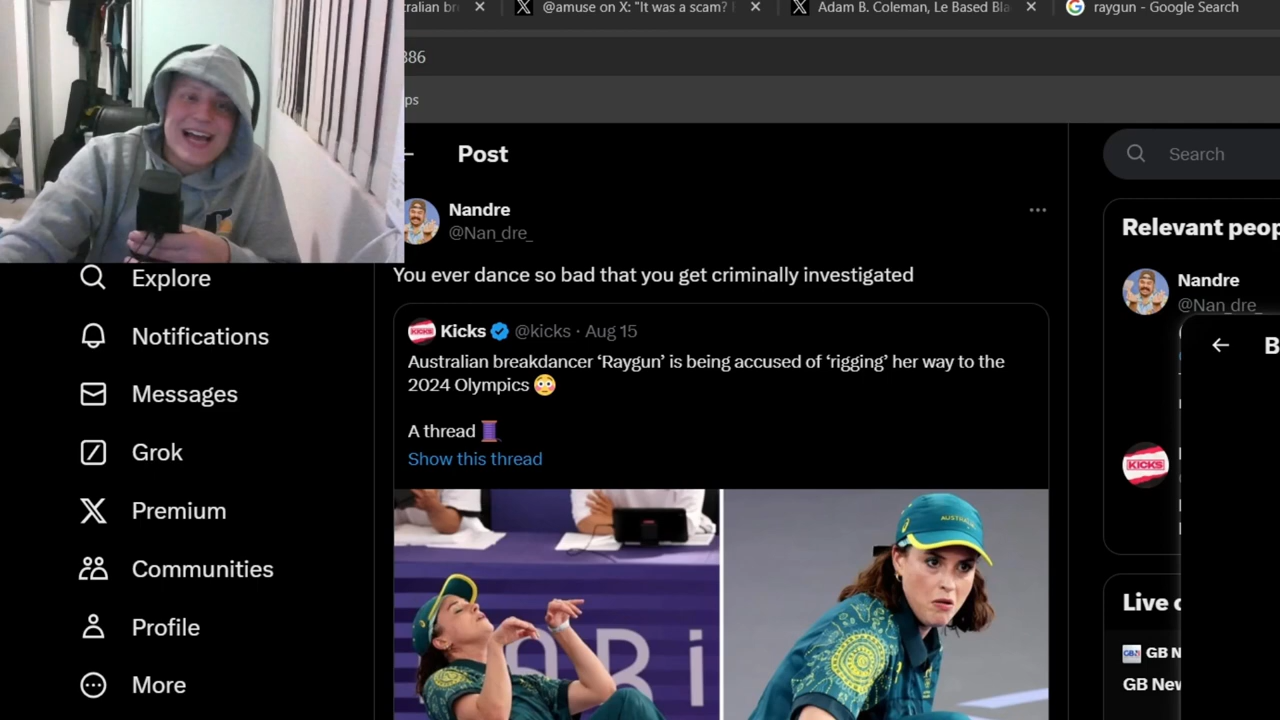 @amuse on X: "It was a scam?
Adam B. Coleman, Le Based Bla
raygun - Google Search
Post
Search
Nandre
@Nan_dre_
You ever dance so bad that you get criminally investigated
Kicks @kicks · Aug 15
Australian breakdancer ‘Raygun’ is being accused of ‘rigging’ her way to the
2024 Olympics
A thread
Show this thread
AUSTRALIA
Explore
Notifications
Messages
Grok
Premium
Communities
Profile
More
Relevant peop
Nandre
@Nan_dre_
KICKS
GB N
GB New